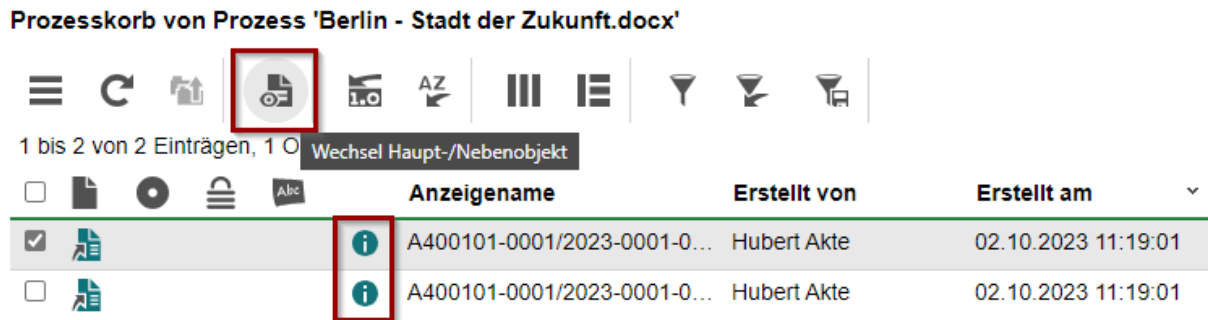 Prozesskorb von Prozess 'Berlin - Stadt der Zukunft.docx'
1.0 AZ
1 bis 2 von 2 Einträgen, 1 O
Wechsel Haupt-/Nebenobjekt
Abc Anzeigename Erstellt von Erstellt am
A400101-0001/2023-0001-0... Hubert Akte 02.10.2023 11:19:01
A400101-0001/2023-0001-0... Hubert Akte 02.10.2023 11:19:01